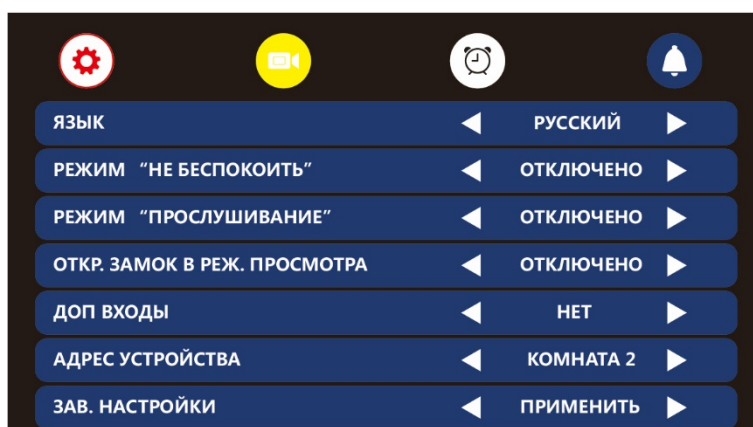 ЯЗЫК РУССКИЙ
РЕЖИМ “НЕ БЕСПОКОИТЬ” ОТКЛЮЧЕНО
РЕЖИМ “ПРОСЛУШИВАНИЕ” ОТКЛЮЧЕНО
ОТКР. ЗАМОК В РЕЖ. ПРОСМОТРА ОТКЛЮЧЕНО
ДОП ВХОДЫ НЕТ
АДРЕС УСТРОЙСТВА КОМНАТА 2
ЗАВ. НАСТРОЙКИ ПРИМЕНИТЬ